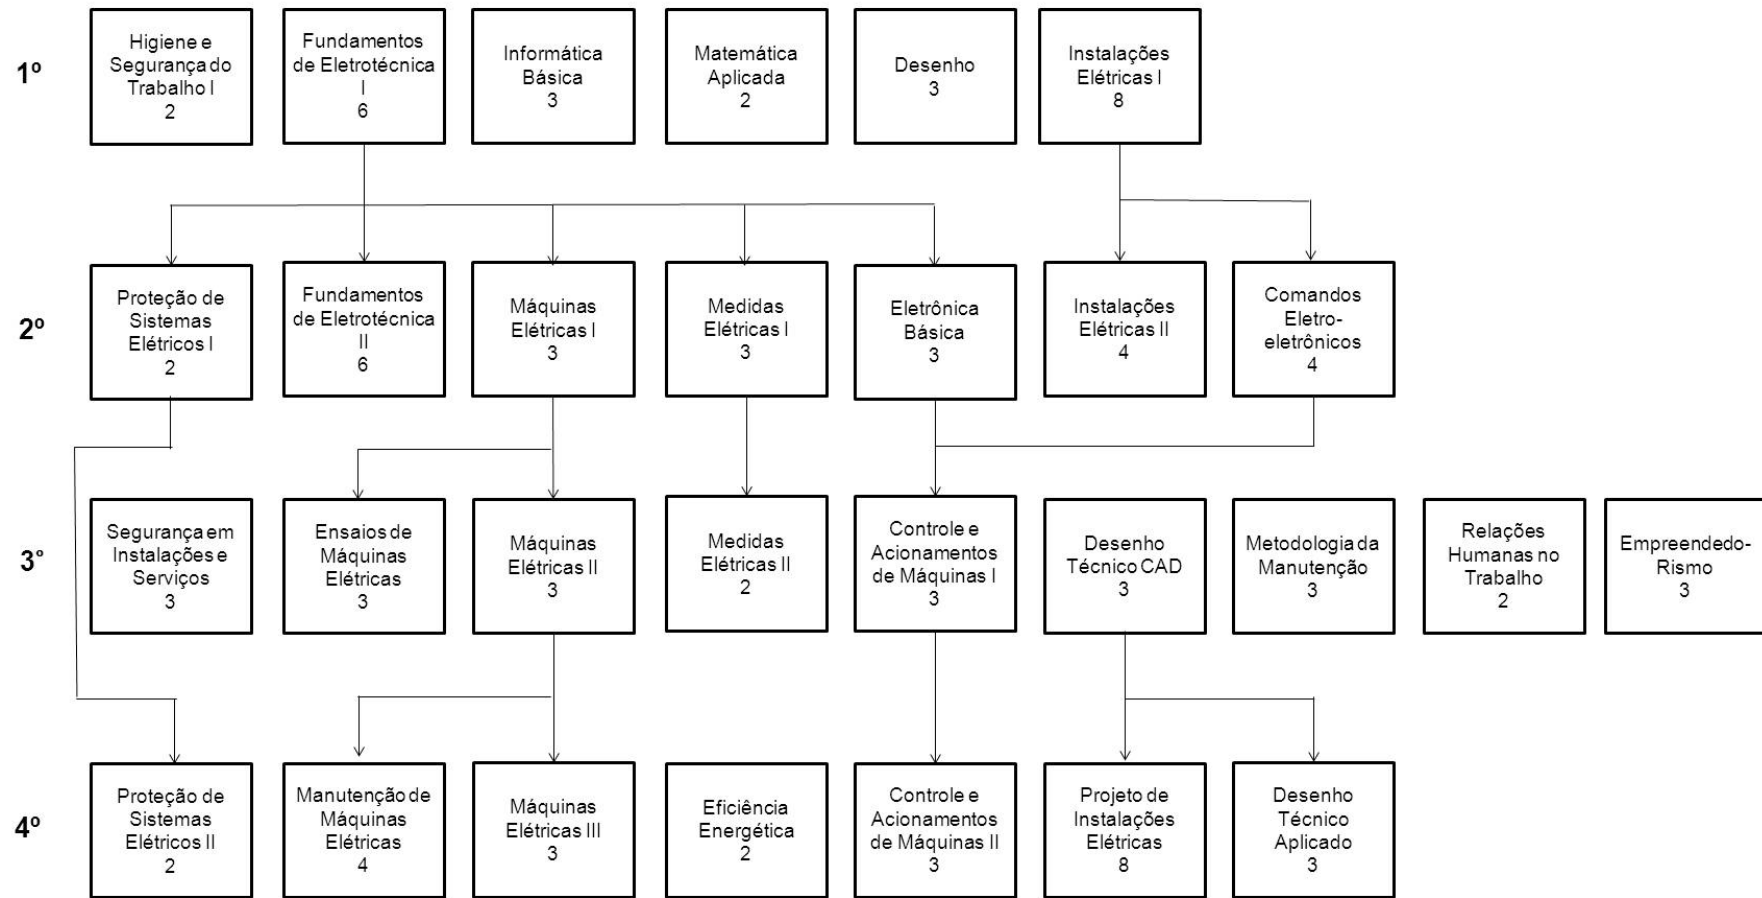 1º
Higiene e
Segurança do
Trabalho I
2
Fundamentos
de Eletrotécnica
I
6
Informática
Básica
3
Matemática
Aplicada
2
Desenho
3
Instalações
Elétricas I
8
2º
Proteção de
Sistemas
Elétricos I
2
Fundamentos
de Eletrotécnica
II
6
Máquinas
Elétricas I
3
Medidas
Elétricas I
3
Eletrônica
Básica
3
Instalações
Elétricas II
4
Comandos
Eletro-
eletrônicos
4
3°
Segurança em
Instalações e
Serviços
3
Ensaios de
Máquinas
Elétricas
3
Máquinas
Elétricas II
3
Medidas
Elétricas II
2
Controle e
Acionamentos
de Máquinas I
3
Desenho
Técnico CAD
3
Metodologia da
Manutenção
3
Relações
Humanas no
Trabalho
2
Empreendedo-
Rismo
3
4º
Proteção de
Sistemas
Elétricos II
2
Manutenção de
Máquinas
Elétricas
4
Máquinas
Elétricas III
3
Eficiência
Energética
2
Controle e
Acionamentos
de Máquinas II
3
Projeto de
Instalações
Elétricas
8
Desenho
Técnico
Aplicado
3